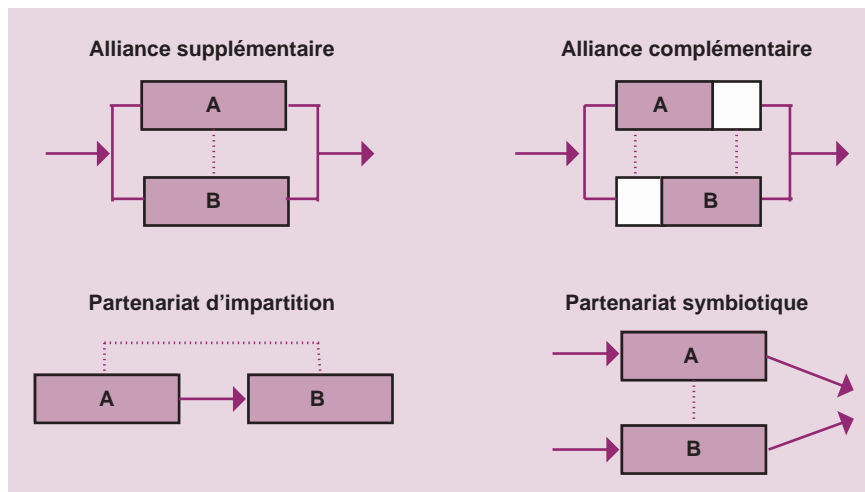 Alliance supplémentaire
A
B
Alliance complémentaire
A
B
Partenariat d'impartition
A
B
Partenariat symbiotique
A
B